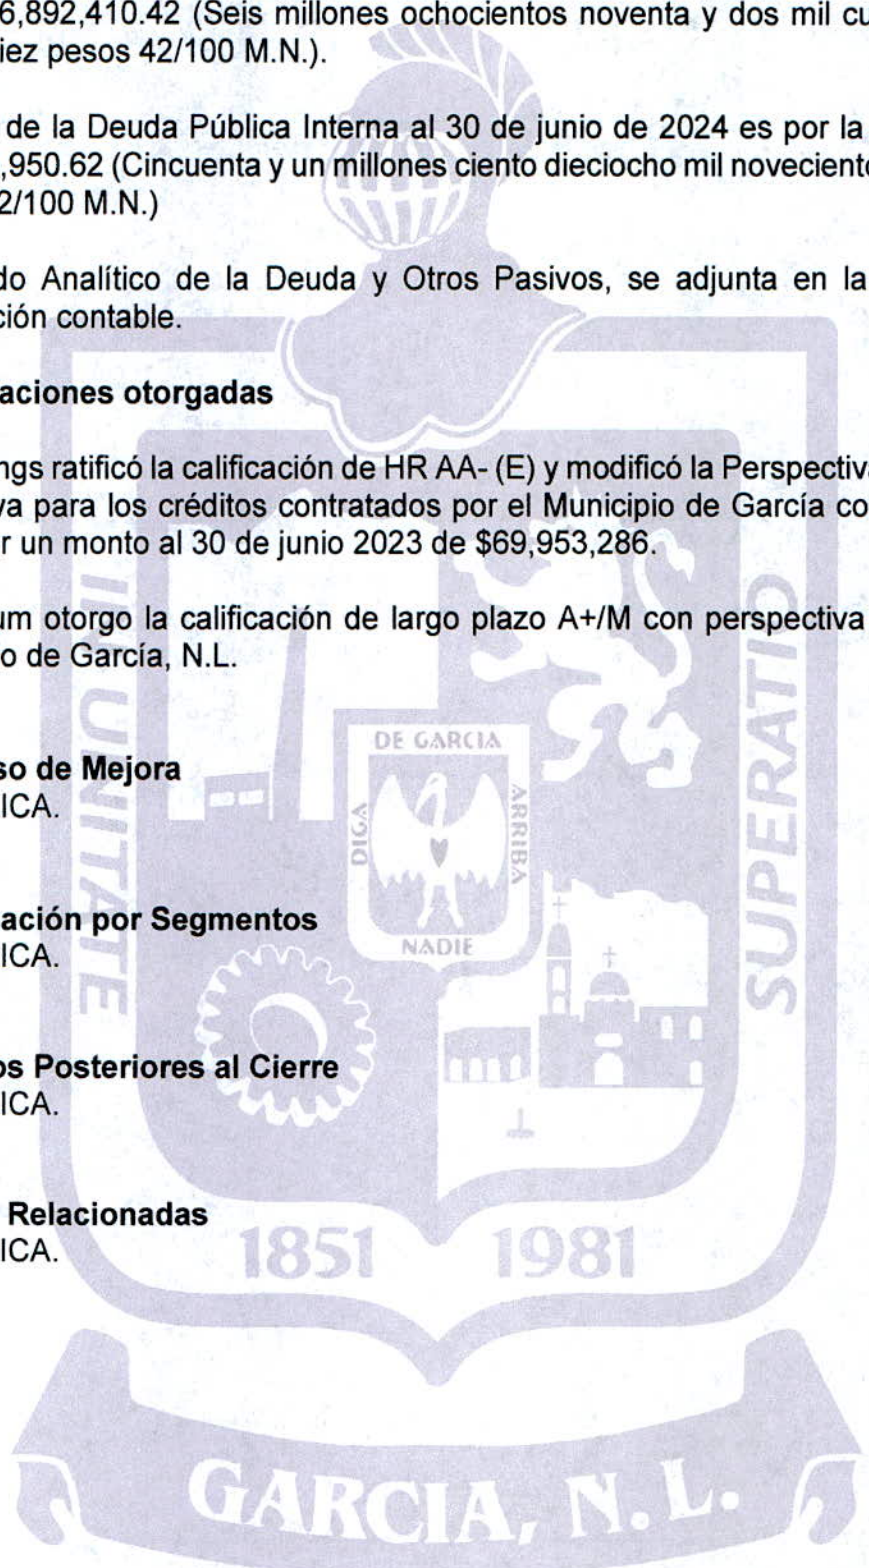 6,892,410.42 (Seis millones ochocientos noventa y dos mil cu
iez pesos 42/100 M.N.).
de la Deuda Pública Interna al 30 de junio de 2024 es por la
,950.62 (Cincuenta y un millones ciento dieciocho mil noveciento
2/100 M.N.)
do Analítico de la Deuda y Otros Pasivos, se adjunta en la
ción contable.
aciones otorgadas
ngs ratificó la calificación de HR AA- (E) y modificó la Perspectiva
va para los créditos contratados por el Municipio de García co
r un monto al 30 de junio 2023 de $69,953,286.
um otorgo la calificación de largo plazo A+/M con perspectiva
o de García, N.L.
so de Mejora
ICA.
ación por Segmentos
ICA.
os Posteriores al Cierre
ICA.
Relacionadas
ICA.
IN UNITATE
SUPERATIO
DE GARCIA
DIGA
ARRIBA
NADIE
1851 1981
GARCIA, N.L.